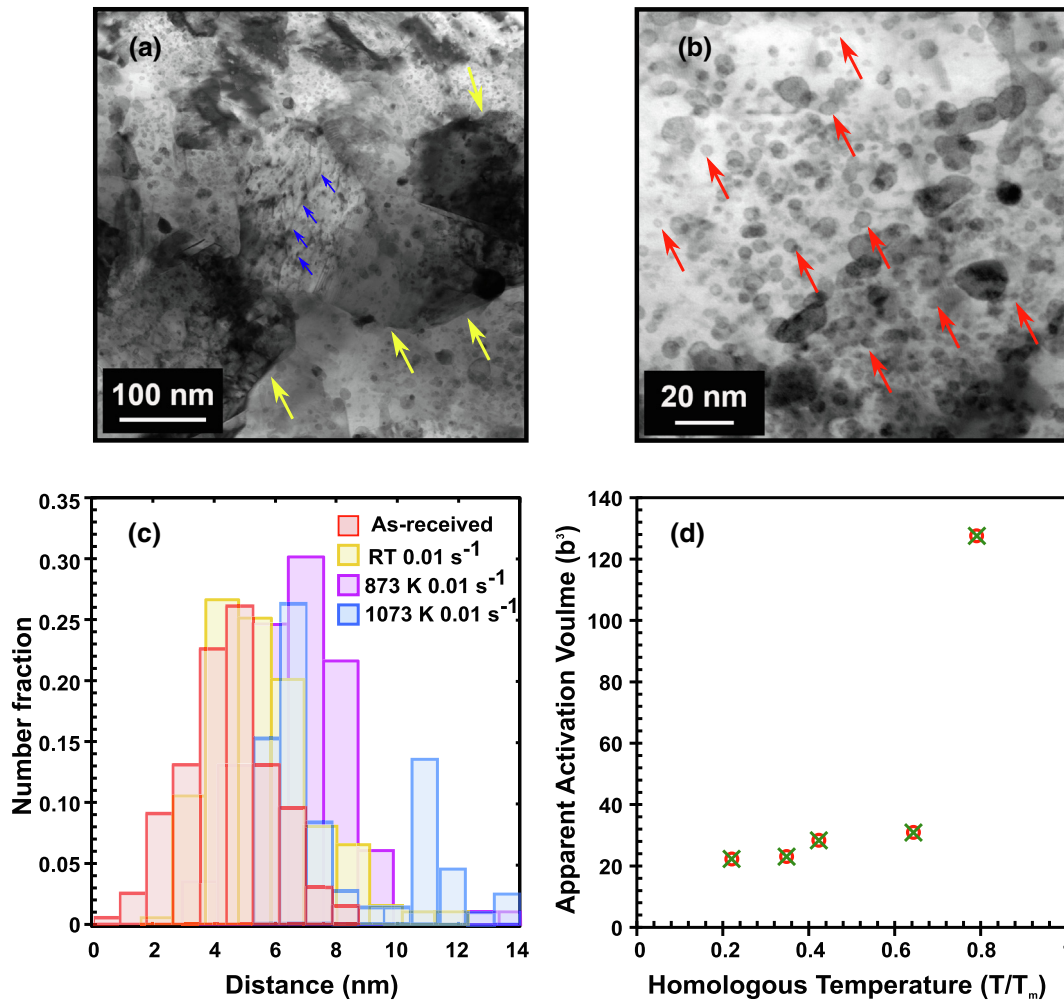 (a)
100 nm
(b)
20 nm
(c)
As-received
RT 0.01 s⁻¹
873 K 0.01 s⁻¹
1073 K 0.01 s⁻¹
Number fraction
0.35
0.30
0.25
0.20
0.15
0.10
0.05
0
0 2 4 6 8 10 12 14
Distance (nm)
(d)
Apparent Activation Voulme (b³)
140
120
100
80
60
40
20
0
0 0.2 0.4 0.6 0.8 1
Homologous Temperature (T/Tₘ)